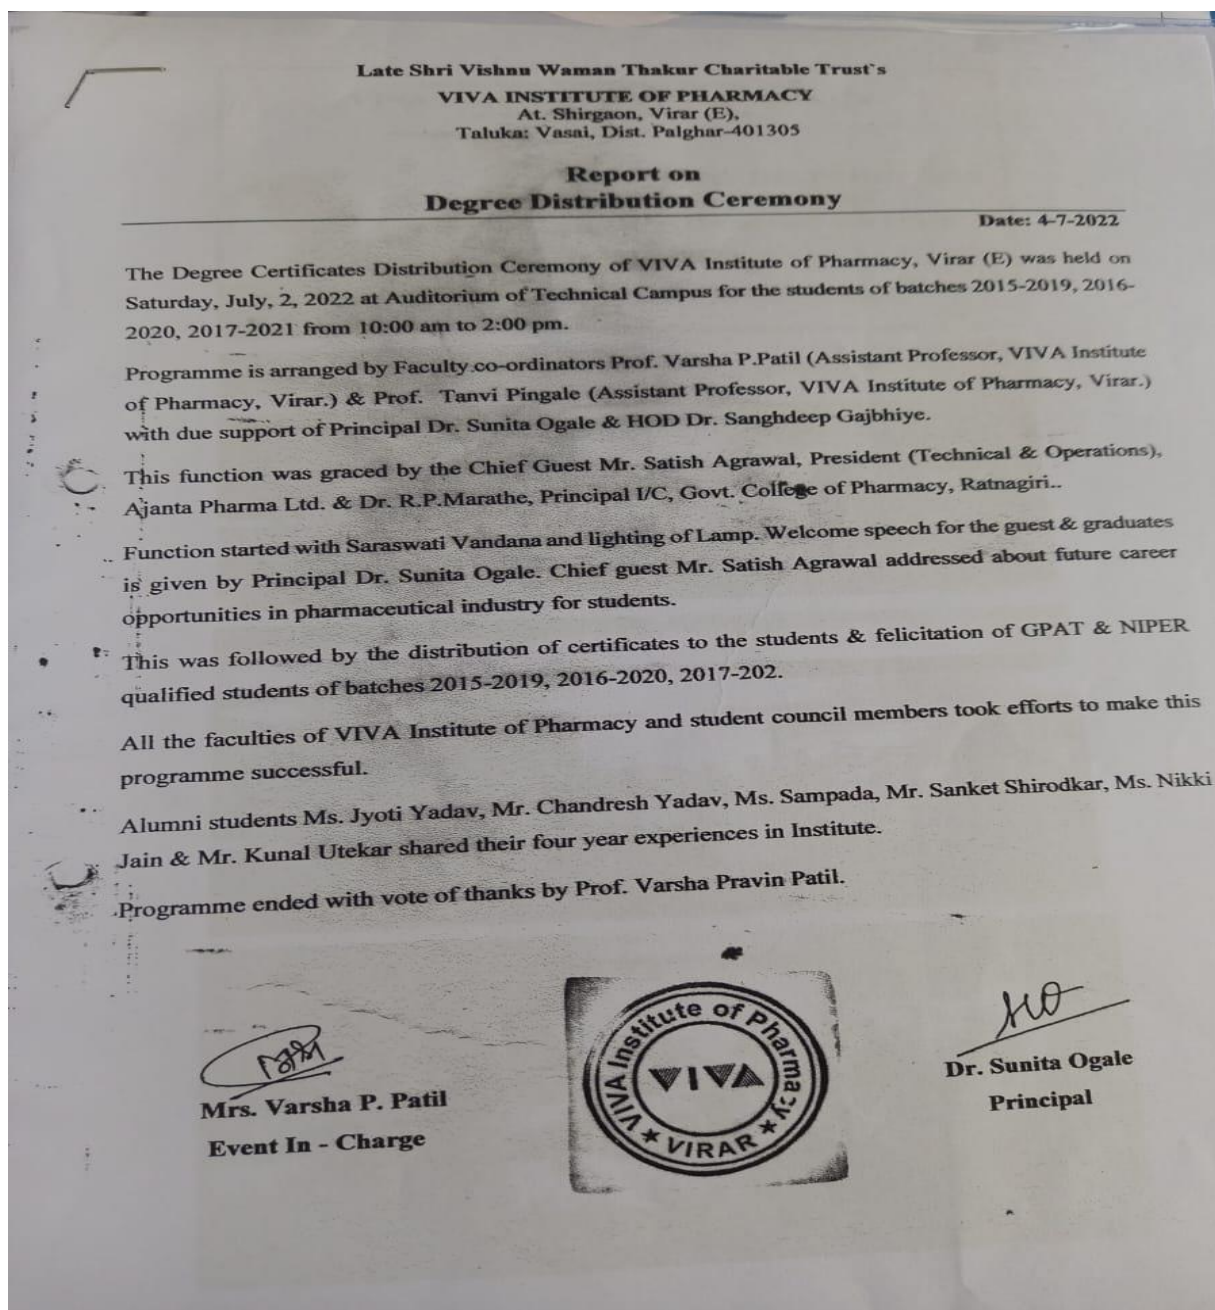 Late Shri Vishnu Waman Thakur Charitable Trust`s
VIVA INSTITUTE OF PHARMACY
At. Shirgaon, Virar (E),
Taluka: Vasai, Dist. Palghar-401305
Report on
Degree Distribution Ceremony
Date: 4-7-2022
The Degree Certificates Distribution Ceremony of VIVA Institute of Pharmacy, Virar (E) was held on
Saturday, July, 2, 2022 at Auditorium of Technical Campus for the students of batches 2015-2019, 2016-
2020, 2017-2021 from 10:00 am to 2:00 pm.
Programme is arranged by Faculty co-ordinators Prof. Varsha P.Patil (Assistant Professor, VIVA Institute
of Pharmacy, Virar.) & Prof. Tanvi Pingale (Assistant Professor, VIVA Institute of Pharmacy, Virar.)
with due support of Principal Dr. Sunita Ogale & HOD Dr. Sanghdeep Gajbhiye.
This function was graced by the Chief Guest Mr. Satish Agrawal, President (Technical & Operations),
Ajanta Pharma Ltd. & Dr. R.P.Marathe, Principal I/C, Govt. College of Pharmacy, Ratnagiri..
Function started with Saraswati Vandana and lighting of Lamp. Welcome speech for the guest & graduates
is given by Principal Dr. Sunita Ogale. Chief guest Mr. Satish Agrawal addressed about future career
opportunities in pharmaceutical industry for students.
This was followed by the distribution of certificates to the students & felicitation of GPAT & NIPER
qualified students of batches 2015-2019, 2016-2020, 2017-202.
All the faculties of VIVA Institute of Pharmacy and student council members took efforts to make this
programme successful.
Alumni students Ms. Jyoti Yadav, Mr. Chandresh Yadav, Ms. Sampada, Mr. Sanket Shirodkar, Ms. Nikki
Jain & Mr. Kunal Utekar shared their four year experiences in Institute.
Programme ended with vote of thanks by Prof. Varsha Pravin Patil.
VIVA Institute of Pharmacy
VIVA
★ VIRAR ★
Mrs. Varsha P. Patil
Event In - Charge
Dr. Sunita Ogale
Principal